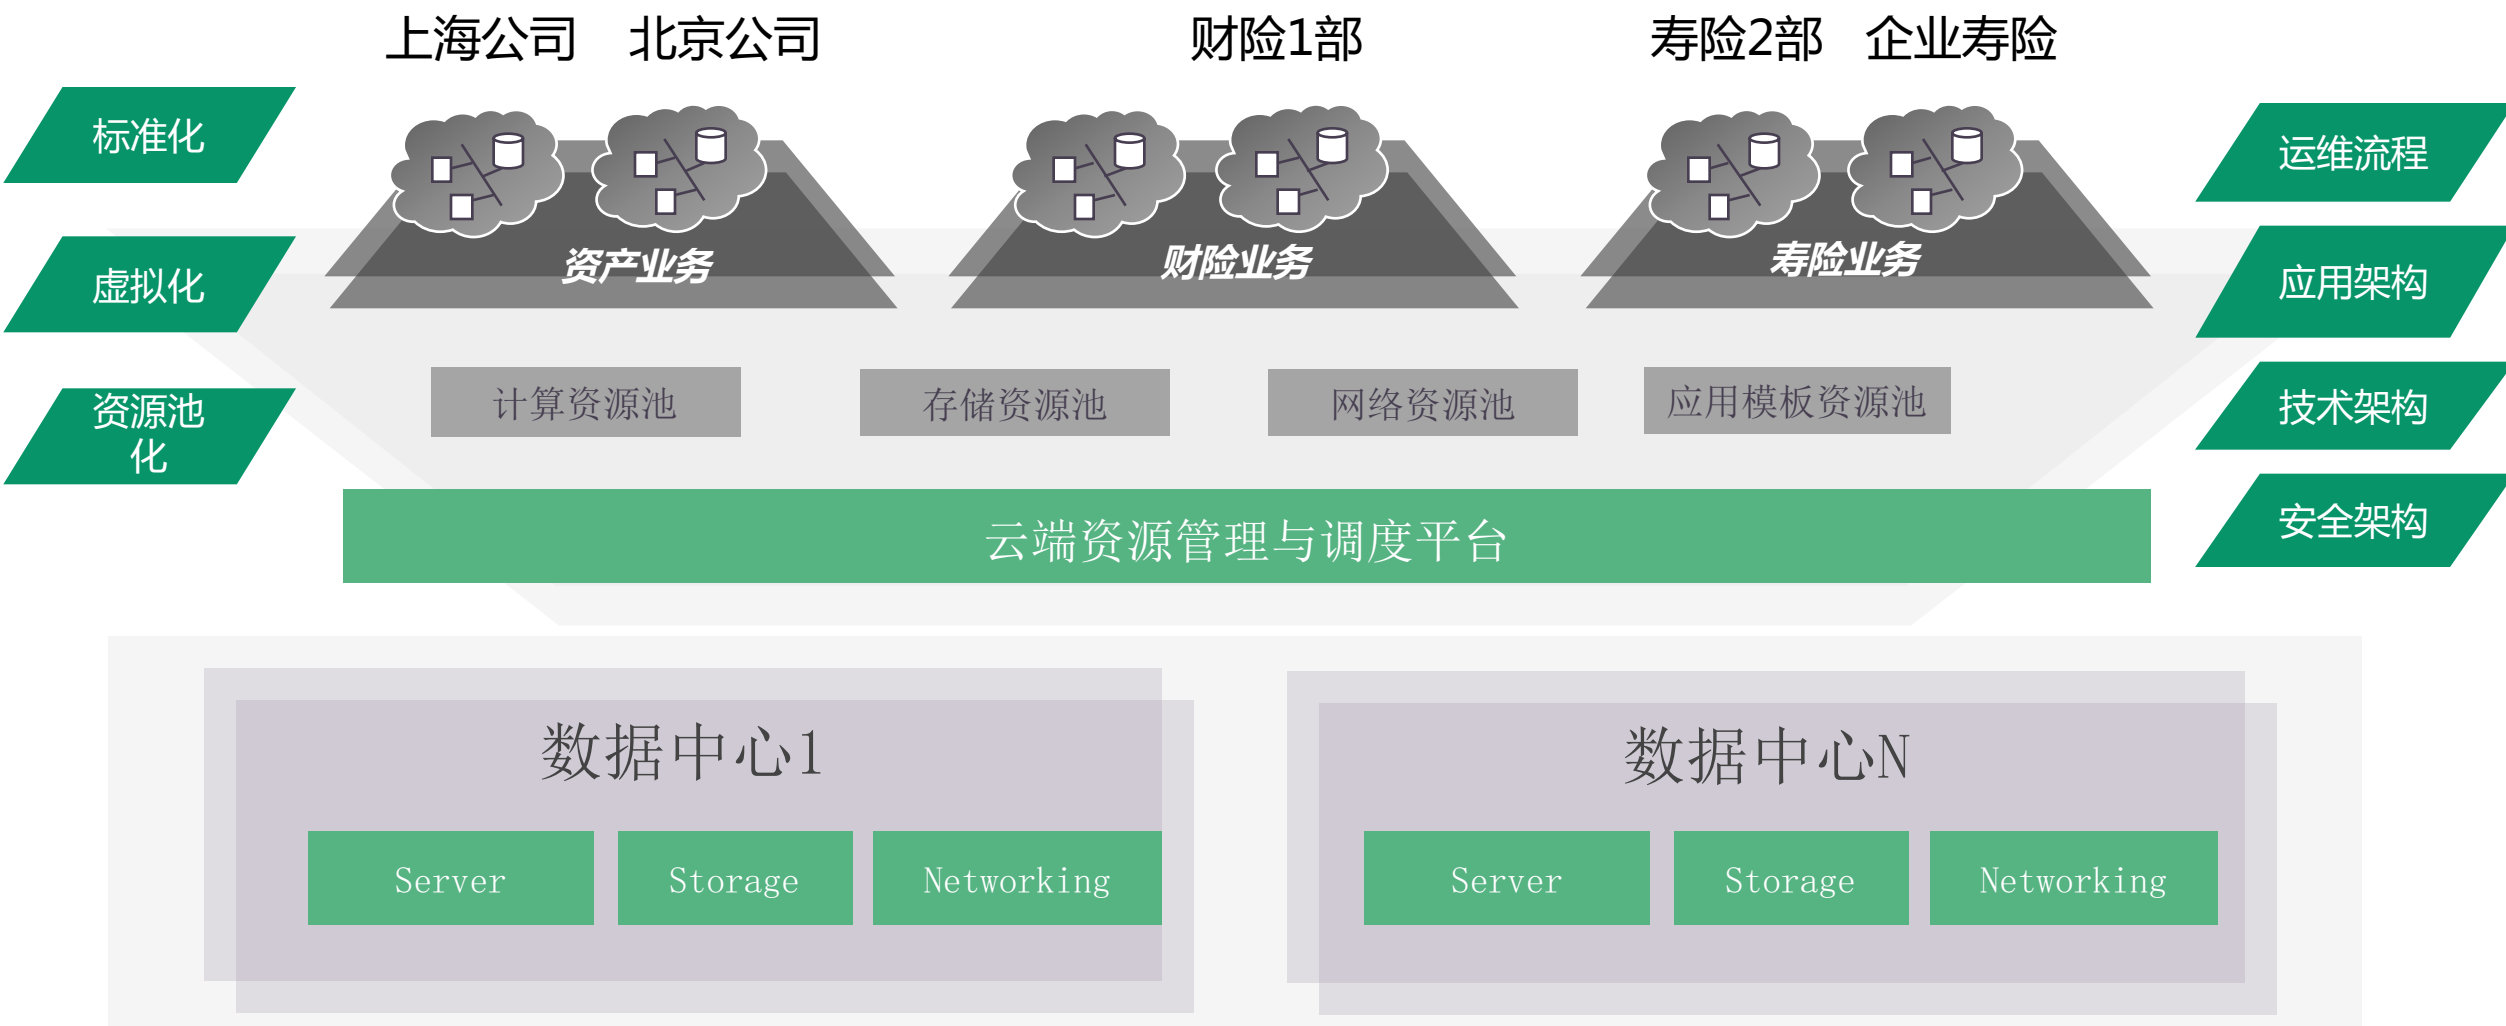 上海公司 北京公司 财险1部 寿险2部 企业寿险
标准化
虚拟化
资源池
化
资产业务
财险业务
寿险业务
运维流程
应用架构
技术架构
安全架构
计算资源池
存储资源池
网络资源池
应用模板资源池
云端资源管理与调度平台
数据中心1
Server Storage Networking
数据中心N
Server Storage Networking